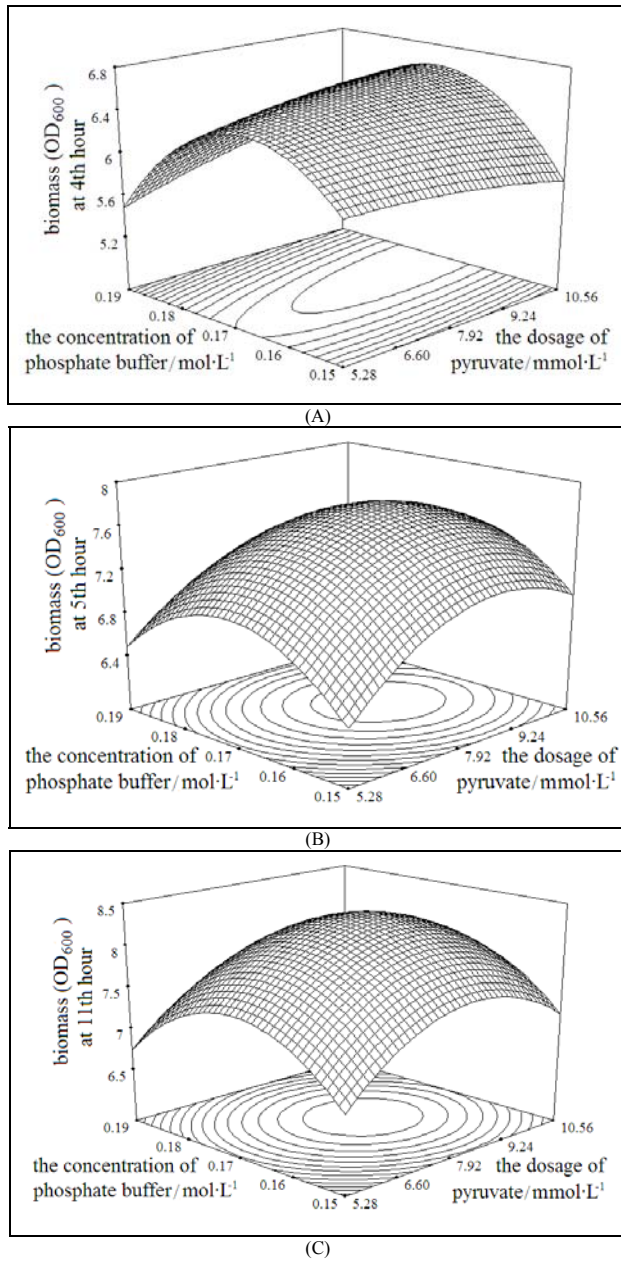 6.8
6.4
6
5.6
5.2
biomass (OD600)
at 4th hour
0.19
0.18
0.17
0.16
0.15
the concentration of
phosphate buffer/mol·L-1
5.28
6.60
7.92
9.24
10.56
the dosage of
pyruvate/mmol·L-1
(A)
8
7.6
7.2
6.8
6.4
biomass (OD600)
at 5th hour
0.19
0.18
0.17
0.16
0.15
the concentration of
phosphate buffer/mol·L-1
5.28
6.60
7.92
9.24
10.56
the dosage of
pyruvate/mmol·L-1
(B)
8.5
8
7.5
7
6.5
biomass (OD600)
at 11th hour
0.19
0.18
0.17
0.16
0.15
the concentration of
phosphate buffer/mol·L-1
5.28
6.60
7.92
9.24
10.56
the dosage of
pyruvate/mmol·L-1
(C)